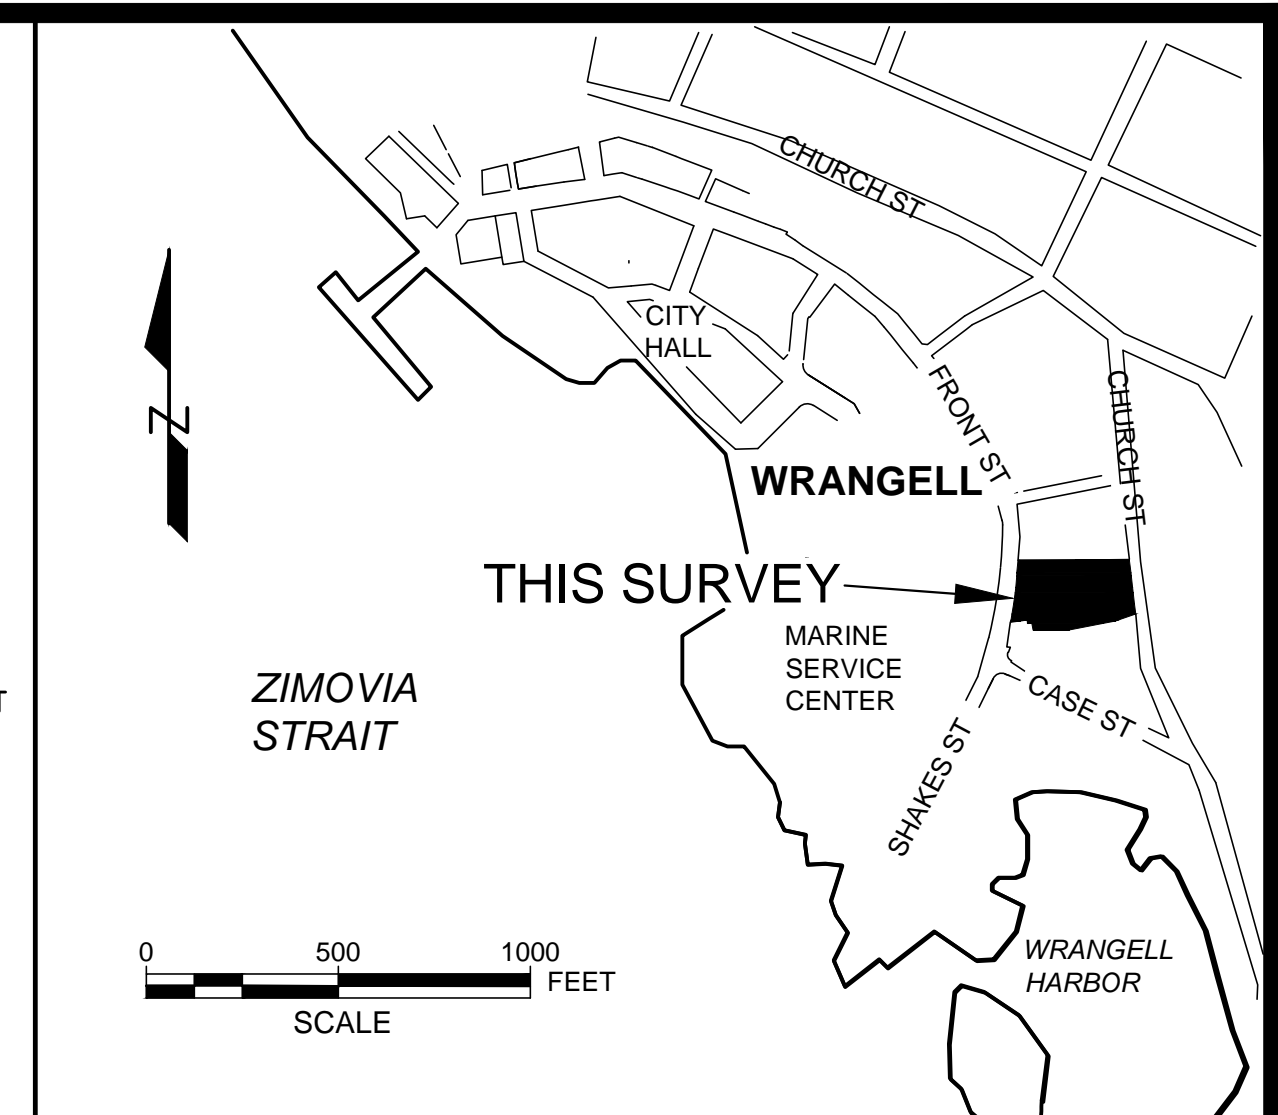 CHURCH ST
CITY
HALL
FRONT ST
CHURCH ST
WRANGELL
THIS SURVEY
MARINE
SERVICE
CENTER
ZIMOVIA
STRAIT
T
CASE ST
SHAKES ST
N
WRANGELL
HARBOR
0 500 1000
FEET
SCALE